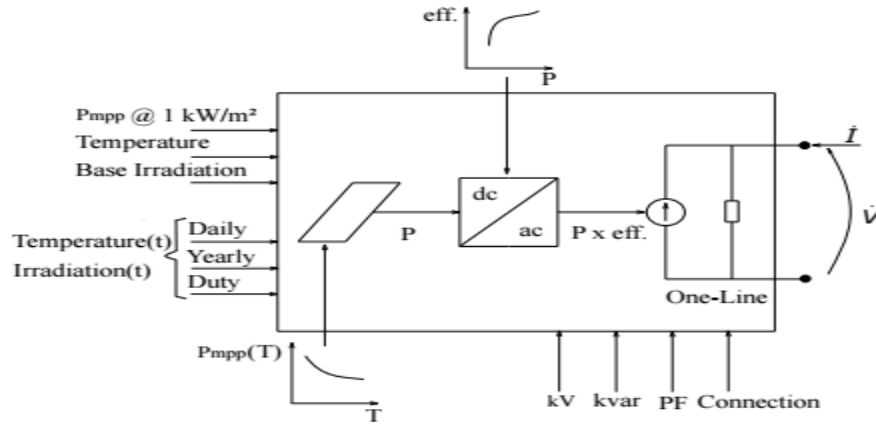 eff.
P
Pmpp @ 1 kW/m²
Temperature
Base Irradiation
İ
dc
ac
P
P x eff.
V̇
Temperature(t)
Irradiation(t)
Daily
Yearly
Duty
One-Line
Pmpp(T)
T
kV
kvar
PF
Connection